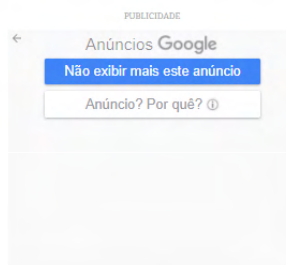 PUBLICIDADE
Anúncios Google
Não exibir mais este anúncio
Anúncio? Por quê?